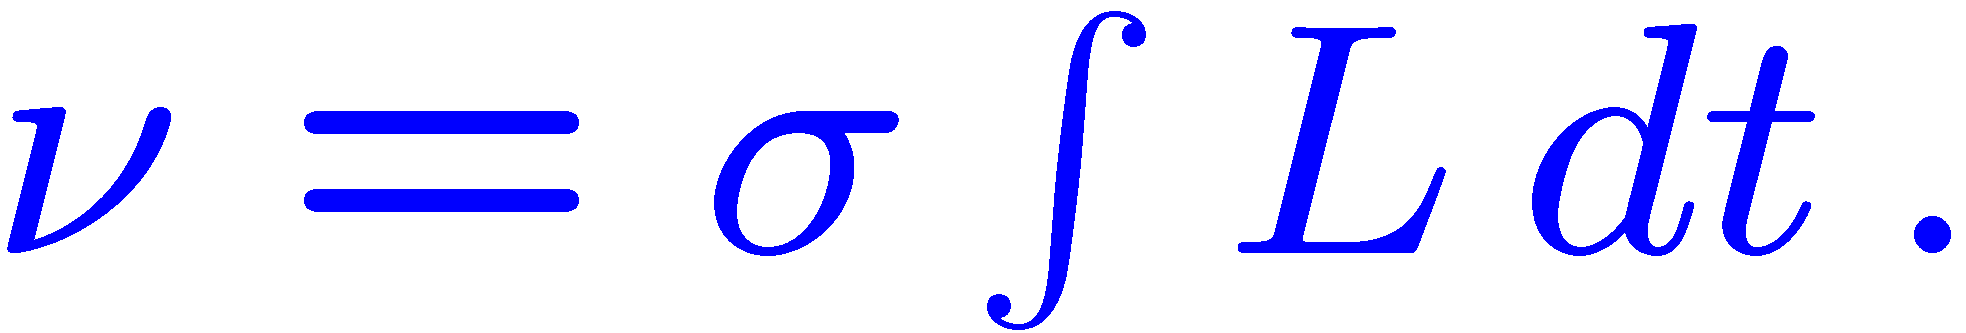 ν = σ ∫ L dt .